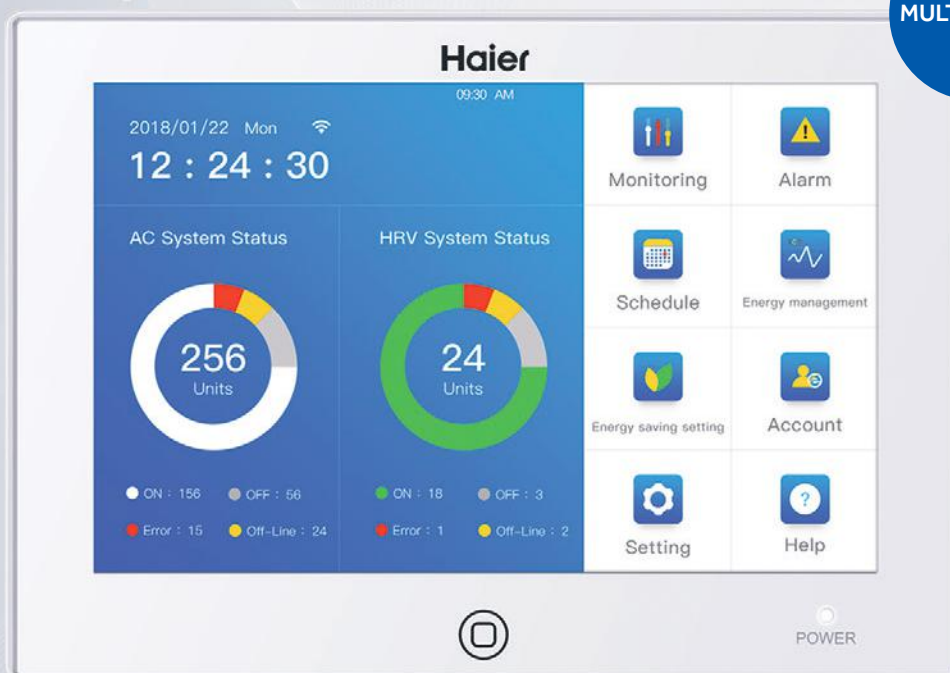 MULT
Haier
09:30 AM
2018/01/22 Mon
12 : 24 : 30
AC System Status
HRV System Status
256
Units
24
Units
ON : 156
OFF : 56
Error : 15
Off-Line : 24
ON : 18
OFF : 3
Error : 1
Off-Line : 2
Monitoring
Alarm
Schedule
Energy management
Energy saving setting
Account
Setting
Help
POWER